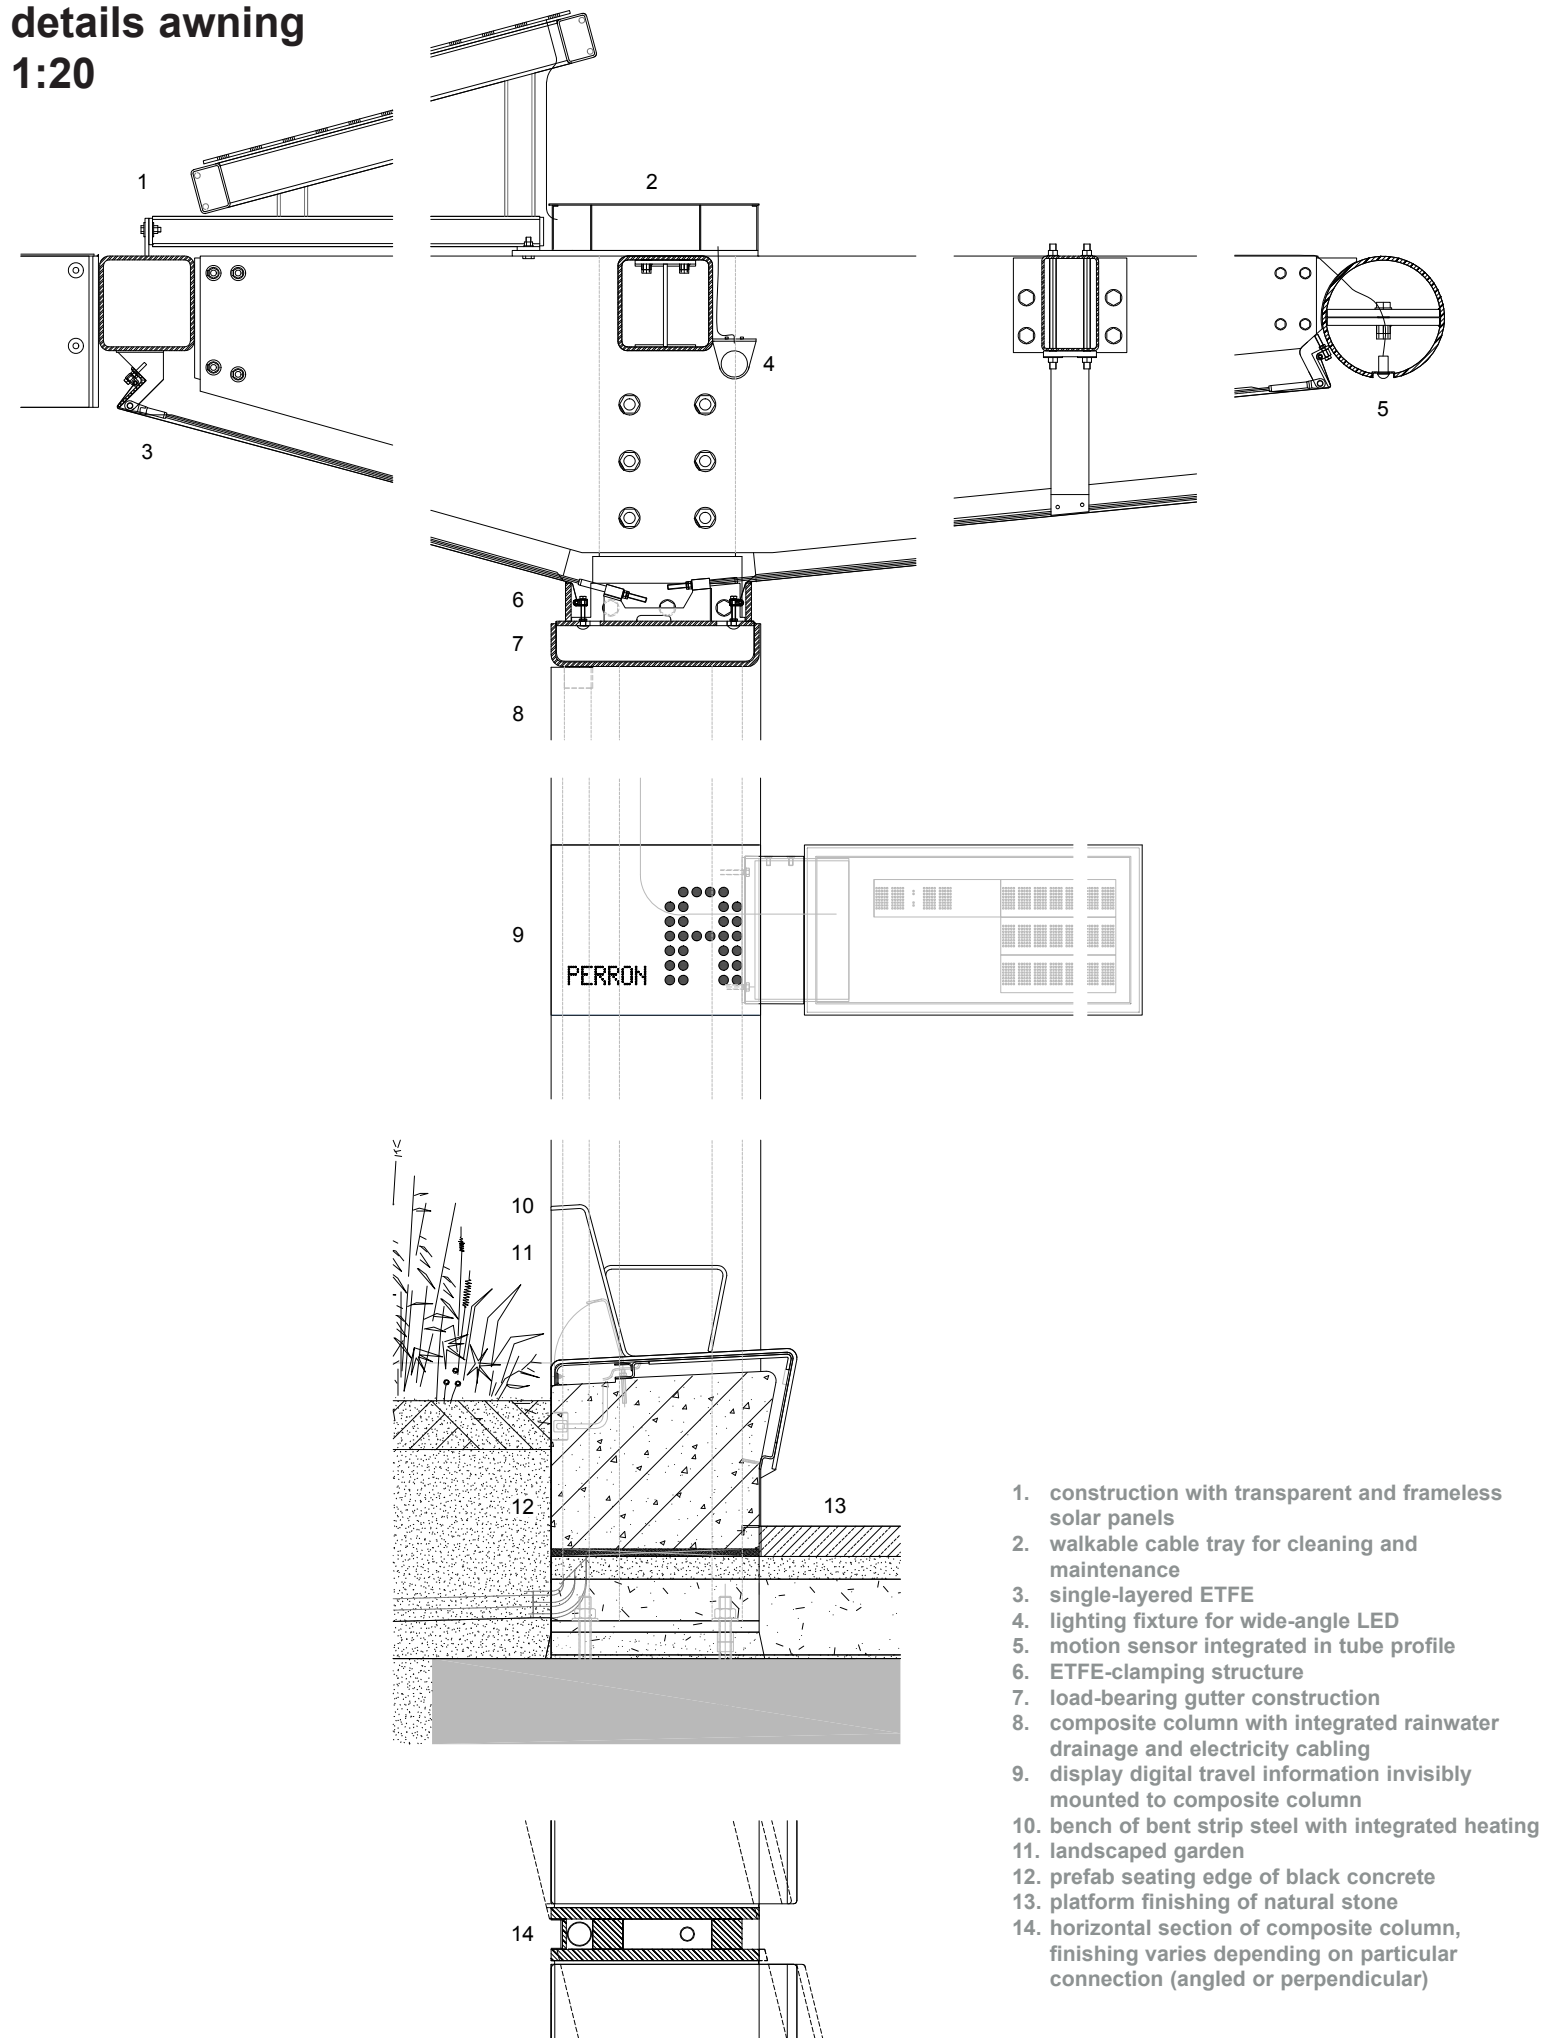 details awning
1:20
1
2
3
4
5
6
7
8
9
PERRON
A
10
11
12
13
14
1. construction with transparent and frameless
solar panels
2. walkable cable tray for cleaning and
maintenance
3. single-layered ETFE
4. lighting fixture for wide-angle LED
5. motion sensor integrated in tube profile
6. ETFE-clamping structure
7. load-bearing gutter construction
8. composite column with integrated rainwater
drainage and electricity cabling
9. display digital travel information invisibly
mounted to composite column
10. bench of bent strip steel with integrated heating
11. landscaped garden
12. prefab seating edge of black concrete
13. platform finishing of natural stone
14. horizontal section of composite column,
finishing varies depending on particular
connection (angled or perpendicular)